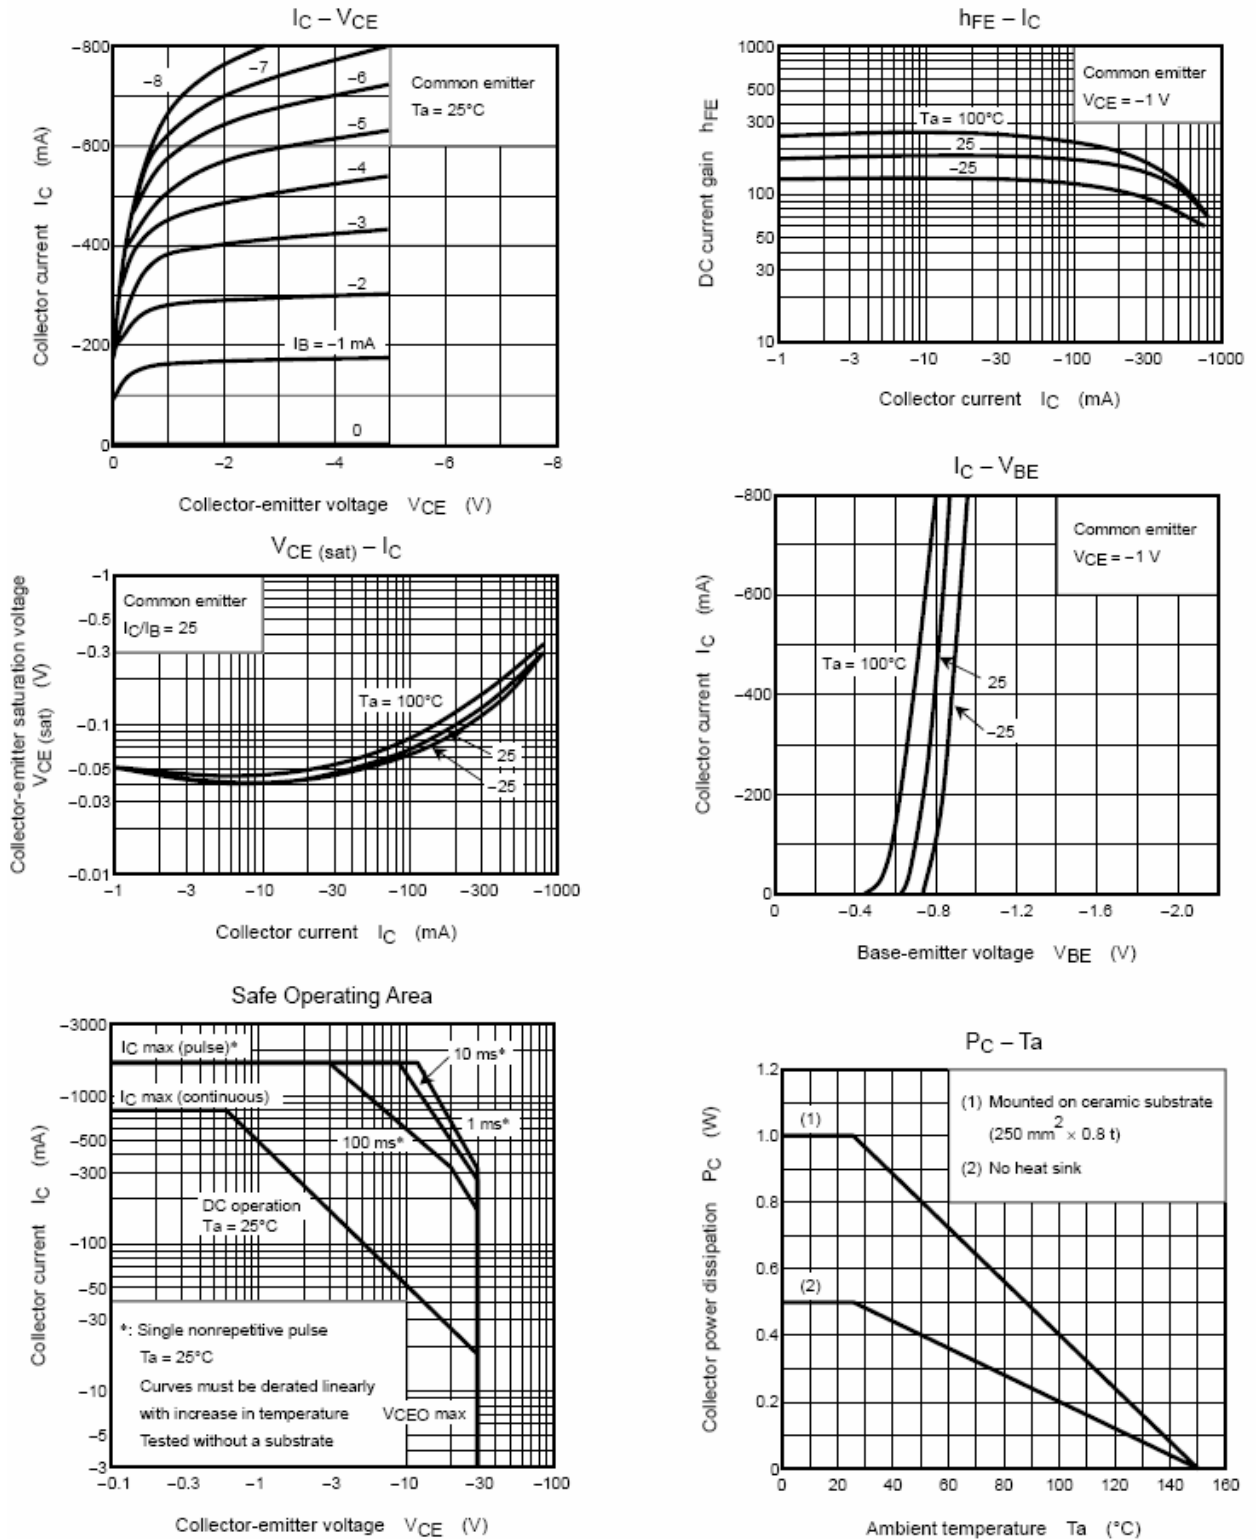 IC – VCE
–800
–600
–400
–200
0
0
–2
–4
–6
–8
–8
–7
–6
–5
–4
–3
–2
IB = –1 mA
0
Common emitter
Ta = 25°C
Collector current IC (mA)
Collector-emitter voltage VCE (V)
hFE – IC
1000
500
300
100
50
30
10
–1
–3
–10
–30
–100
–300
–1000
Common emitter
VCE = –1 V
Ta = 100°C
25
–25
DC current gain hFE
Collector current IC (mA)
VCE (sat) – IC
–1
–0.5
–0.3
–0.1
–0.05
–0.03
–0.01
–1
–3
–10
–30
–100
–300
–1000
Common emitter
IC/IB = 25
Ta = 100°C
25
–25
Collector-emitter saturation voltage
VCE (sat) (V)
Collector current IC (mA)
IC – VBE
–800
–600
–400
–200
0
0
–0.4
–0.8
–1.2
–1.6
–2.0
Common emitter
VCE = –1 V
Ta = 100°C
25
–25
Collector current IC (mA)
Base-emitter voltage VBE (V)
Safe Operating Area
–3000
–1000
–500
–300
–100
–50
–30
–10
–5
–3
–0.1
–0.3
–1
–3
–10
–30
–100
IC max (pulse)*
IC max (continuous)
10 ms*
1 ms*
100 ms*
DC operation
Ta = 25°C
*: Single nonrepetitive pulse
Ta = 25°C
Curves must be derated linearly
with increase in temperature
Tested without a substrate
VCEO max
Collector current IC (mA)
Collector-emitter voltage VCE (V)
PC – Ta
1.2
1.0
0.8
0.6
0.4
0.2
0
0
20
40
60
80
100
120
140
160
(1) Mounted on ceramic substrate
(250 mm2 × 0.8 t)
(2) No heat sink
(1)
(2)
Collector power dissipation PC (W)
Ambient temperature Ta (°C)